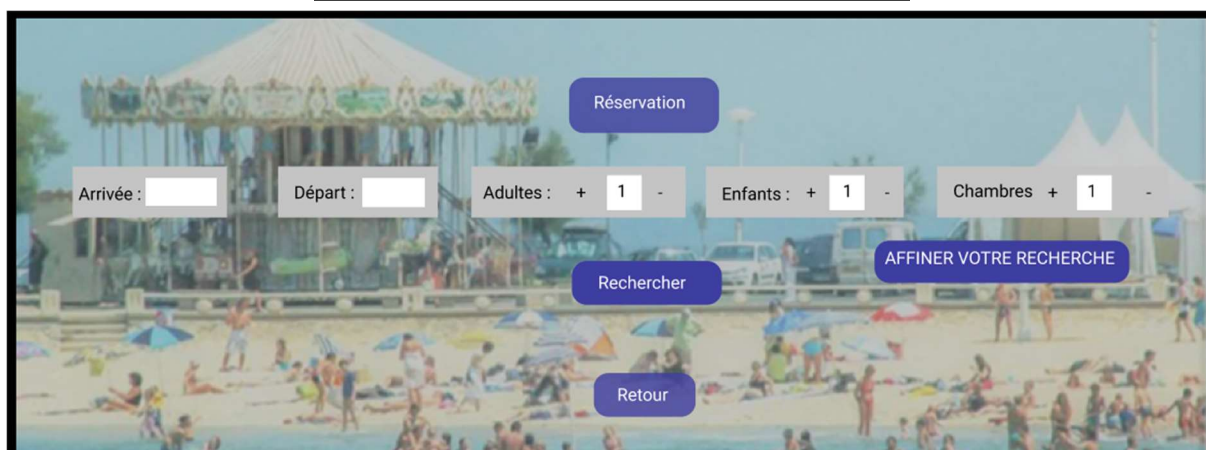 Réservation
Arrivée :
Départ :
Adultes : + 1 -
Enfants : + 1 -
Chambres + 1 -
AFFINER VOTRE RECHERCHE
Rechercher
Retour